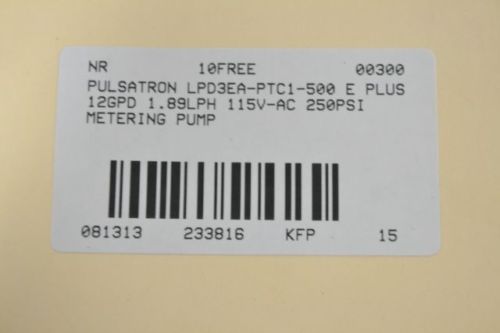 NR 10FREE 00300
PULSATRON LPD3EA-PTC1-500 E PLUS
12GPD 1.89LPH 115V-AC 250PSI
METERING PUMP
081313 233816 KFP 15